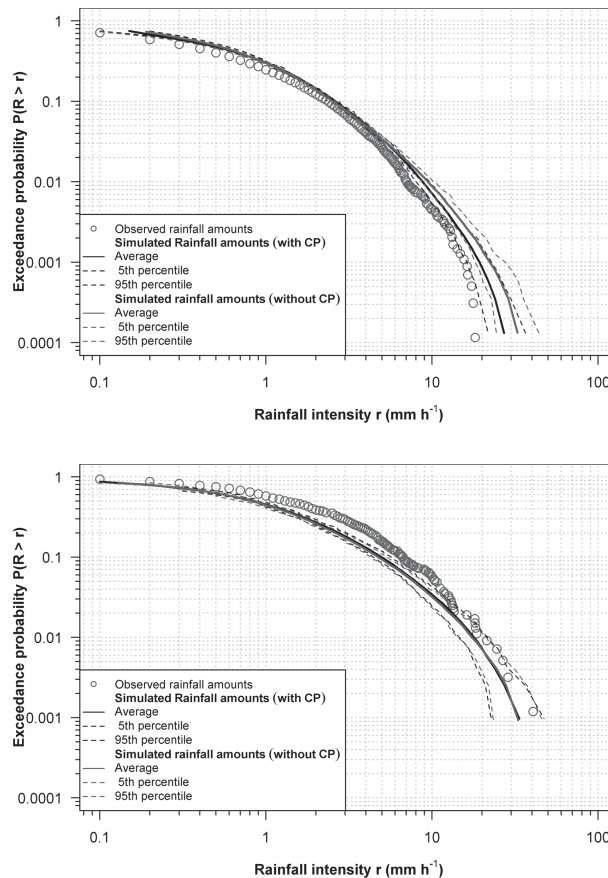 1
0.1
0.01
0.001
0.0001
Exceedance probability P(R > r)
Observed rainfall amounts
Simulated Rainfall amounts (with CP)
Average
5th percentile
95th percentile
Simulated rainfall amounts (without CP)
Average
5th percentile
95th percentile
0.1 1 10 100
Rainfall intensity r (mm h⁻¹)
1
0.1
0.01
0.001
0.0001
Exceedance probability P(R > r)
Observed rainfall amounts
Simulated Rainfall amounts (with CP)
Average
5th percentile
95th percentile
Simulated rainfall amounts (without CP)
Average
5th percentile
95th percentile
0.1 1 10 100
Rainfall intensity r (mm h⁻¹)